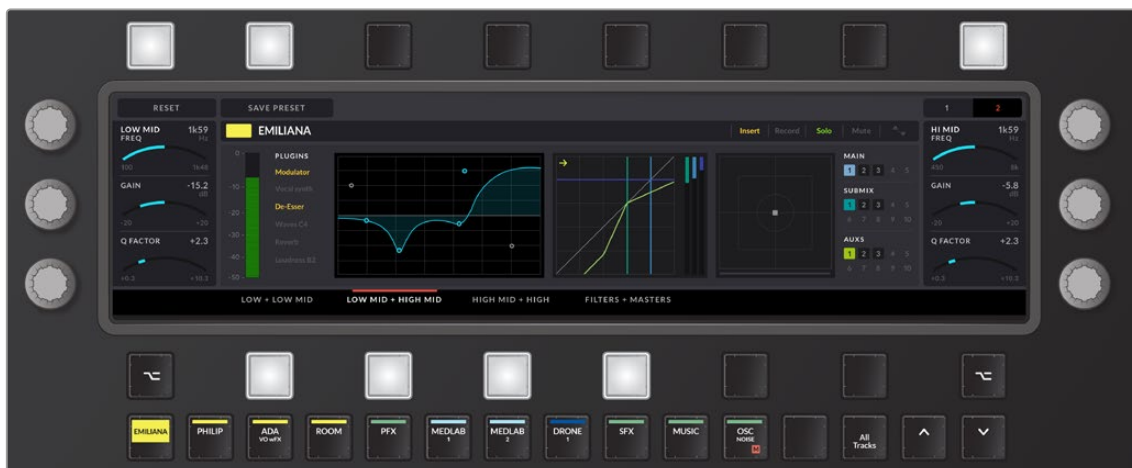 RESET
SAVE PRESET
1
2
LOW MID
1k59
FREQ
Hz
100
1k48
GAIN
-15.2
dB
-20
+20
Q FACTOR
+2.3
+0.3
+10.3
EMILIANA
Insert
Record
Solo
Mute
0
-10
-20
-30
-40
-50
PLUGINS
Modulator
Vocal synth
De-Esser
Waves C4
Reverb
Loudness B2
MAIN
1 2 3 4 5
SUBMIX
1 2 3 4 5
6 7 8 9 10
AUXS
1 2 3 4 5
6 7 8 9 10
HI MID
1k59
FREQ
Hz
450
8k
GAIN
-5.8
dB
-20
+20
Q FACTOR
+2.3
+0.3
+10.3
LOW + LOW MID
LOW MID + HIGH MID
HIGH MID + HIGH
FILTERS + MASTERS
EMILIANA
PHILIP
ADA
VO wFX
ROOM
PFX
MEDLAB
1
MEDLAB
2
DRONE
1
SFX
MUSIC
OSC
NOISE
M
All
Tracks